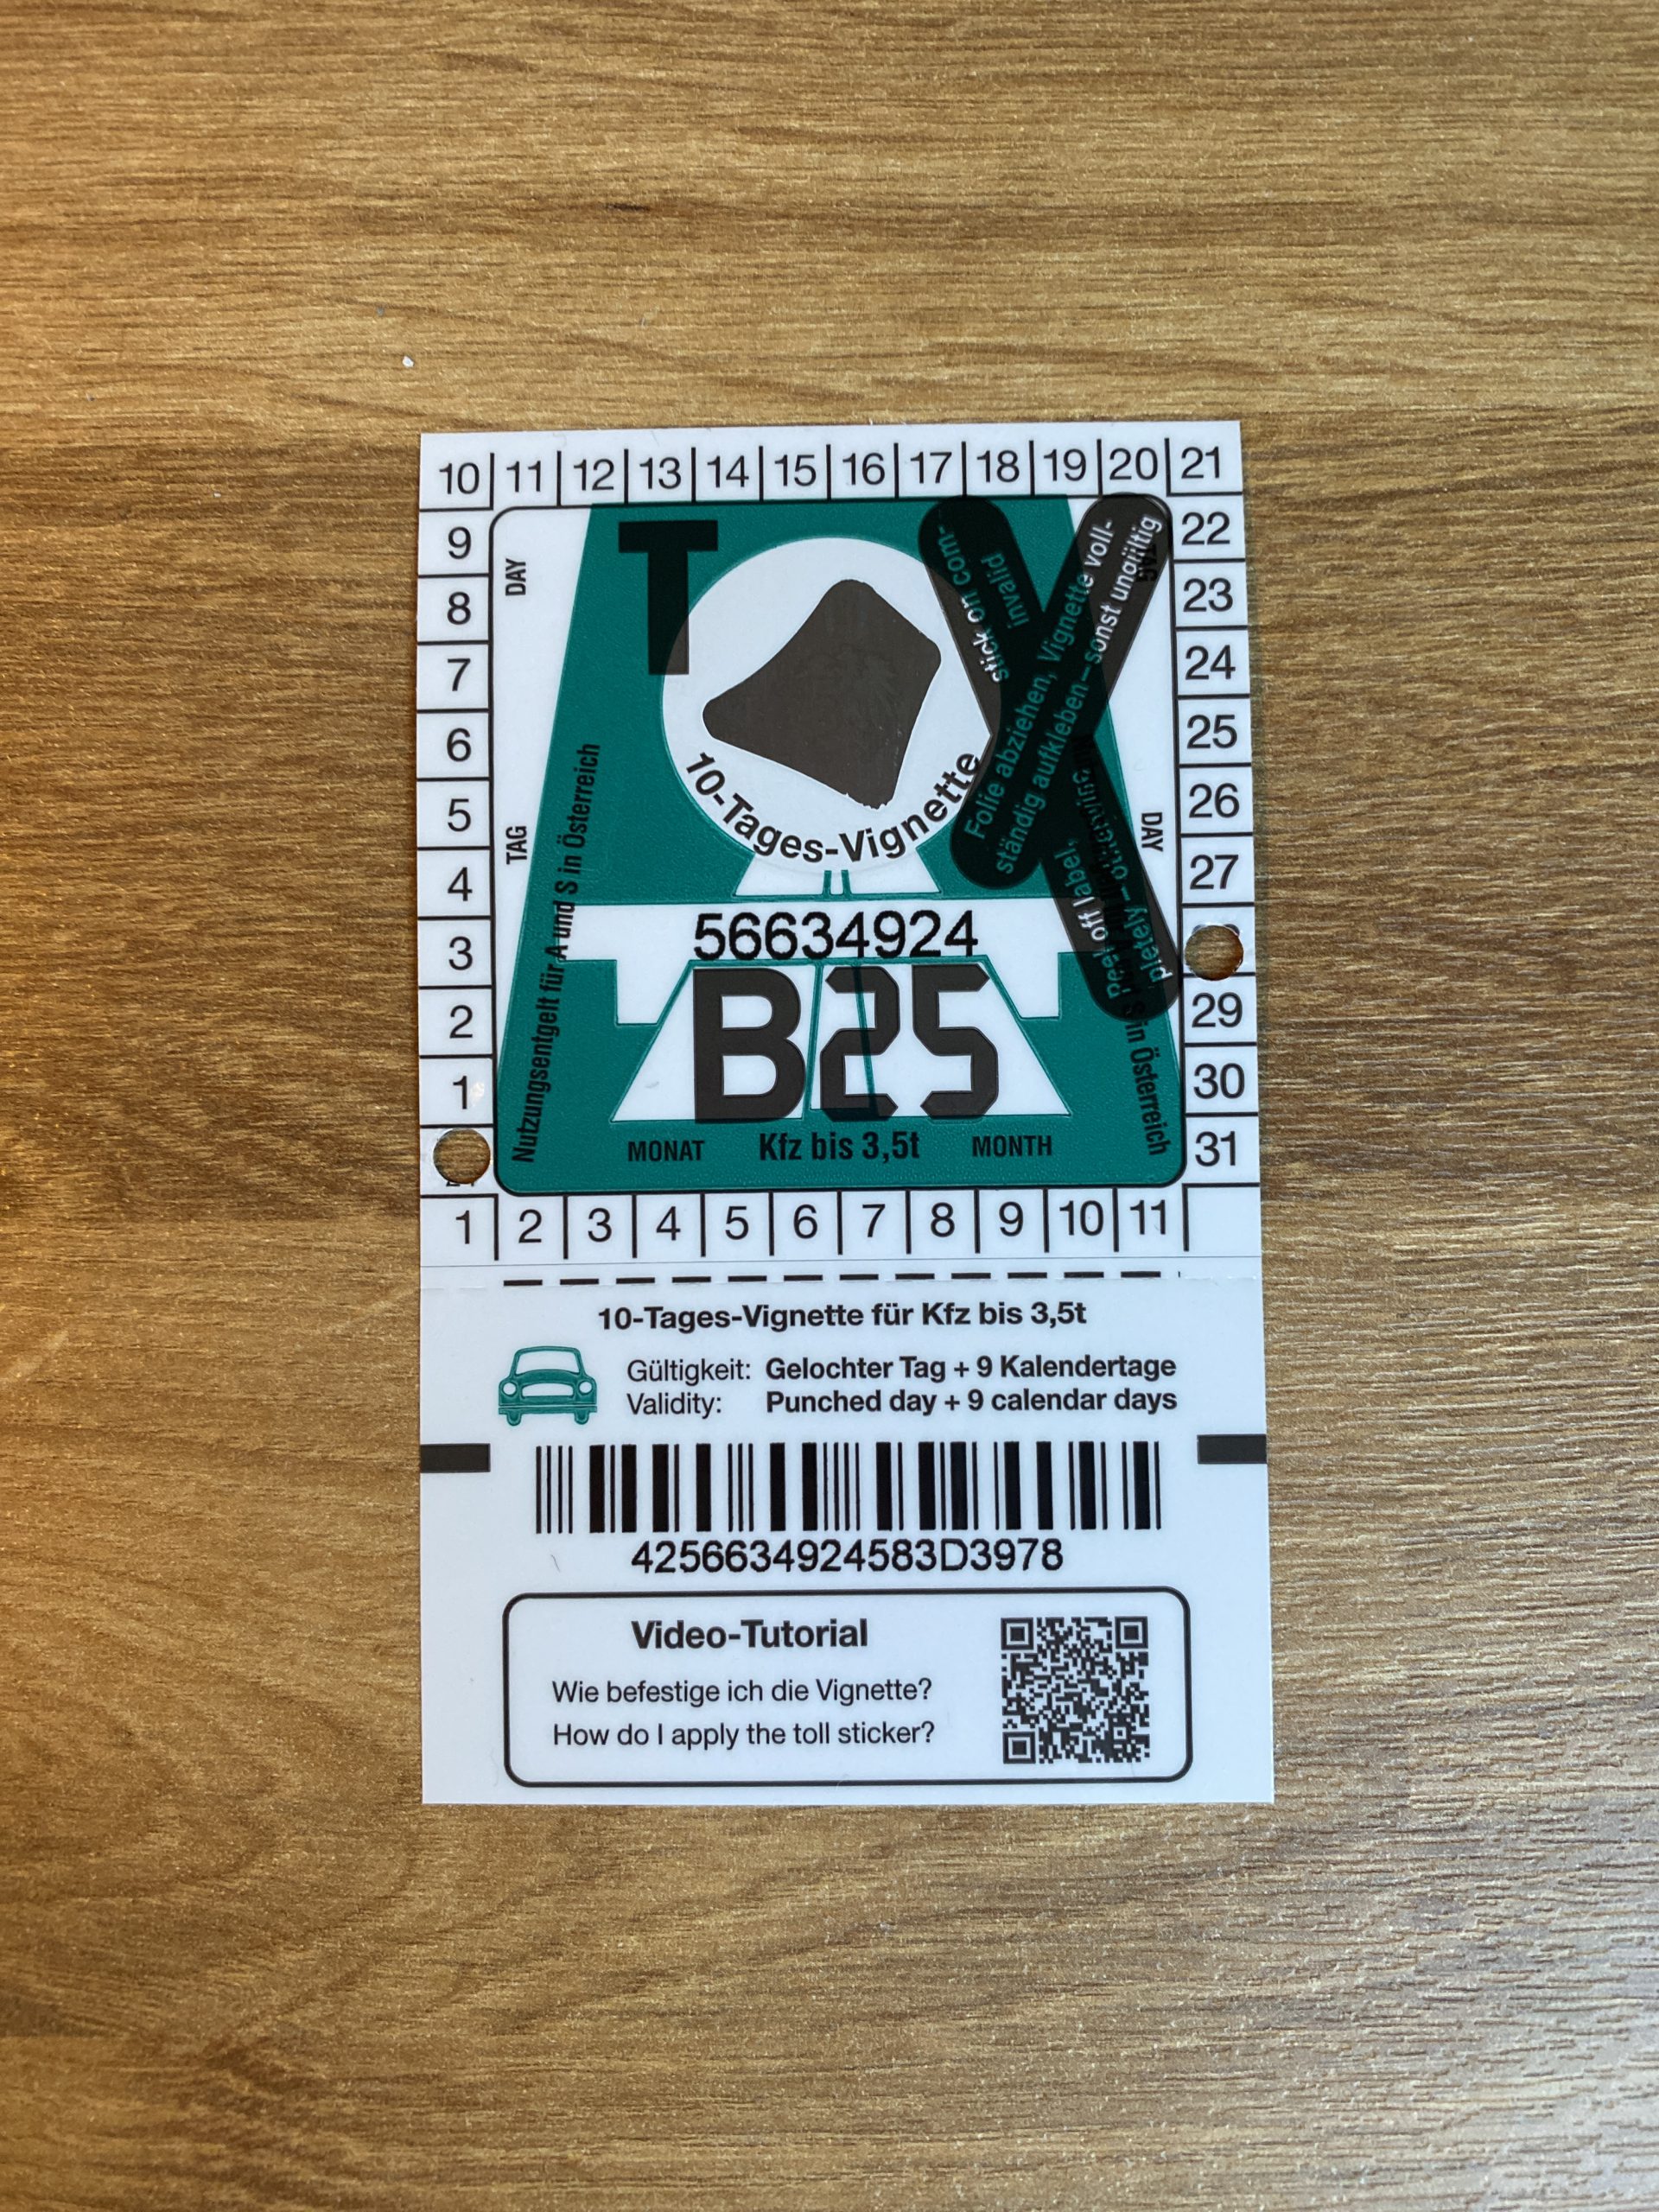 10 11 12 13 14 15 16 17 18 19 20 21
9 22
8 23
7 24
6 25
5 26
4 27
3
2 29
1 30
31
DAY
TAG
T
Nutzungsentgelt für A und S in Österreich
10-Tages-Vignette
Folie abziehen, Vignette voll-
ständig aufkleben – sonst ungültig
Peel off label, stick on com-
pletely – otherwise invalid
DAY
S in Österreich
56634924
B25
MONAT Kfz bis 3,5t MONTH
1 2 3 4 5 6 7 8 9 10 11
10-Tages-Vignette für Kfz bis 3,5t
Gültigkeit: Gelochter Tag + 9 Kalendertage
Validity: Punched day + 9 calendar days
4256634924583D3978
Video-Tutorial
Wie befestige ich die Vignette?
How do I apply the toll sticker?